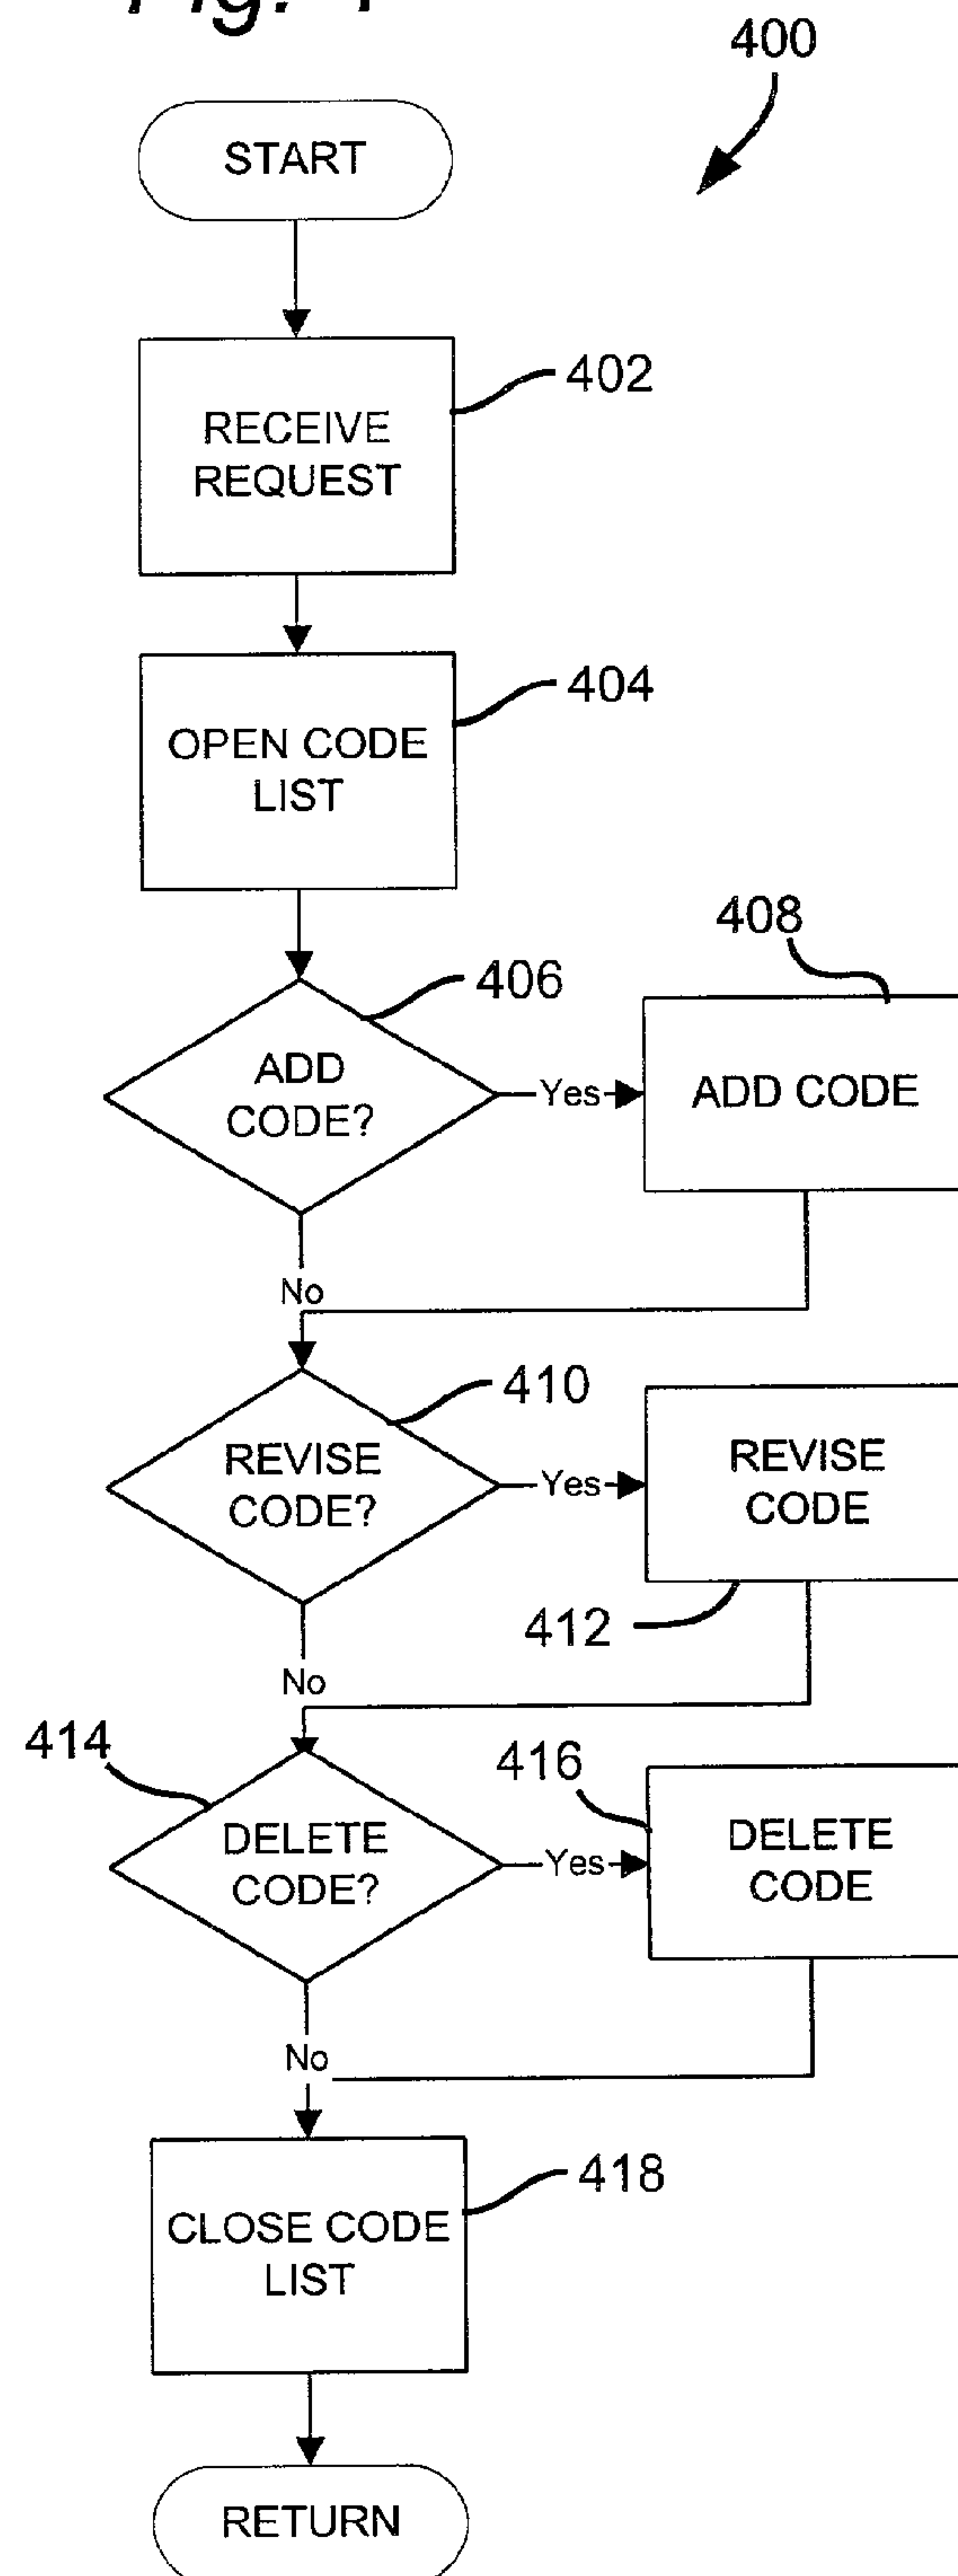 Fig. 4
400
START
402
RECEIVE
REQUEST
404
OPEN CODE
LIST
406
408
ADD
CODE?
Yes
ADD CODE
No
410
REVISE
CODE?
Yes
REVISE
CODE
412
No
414
416
DELETE
CODE?
Yes
DELETE
CODE
No
418
CLOSE CODE
LIST
RETURN